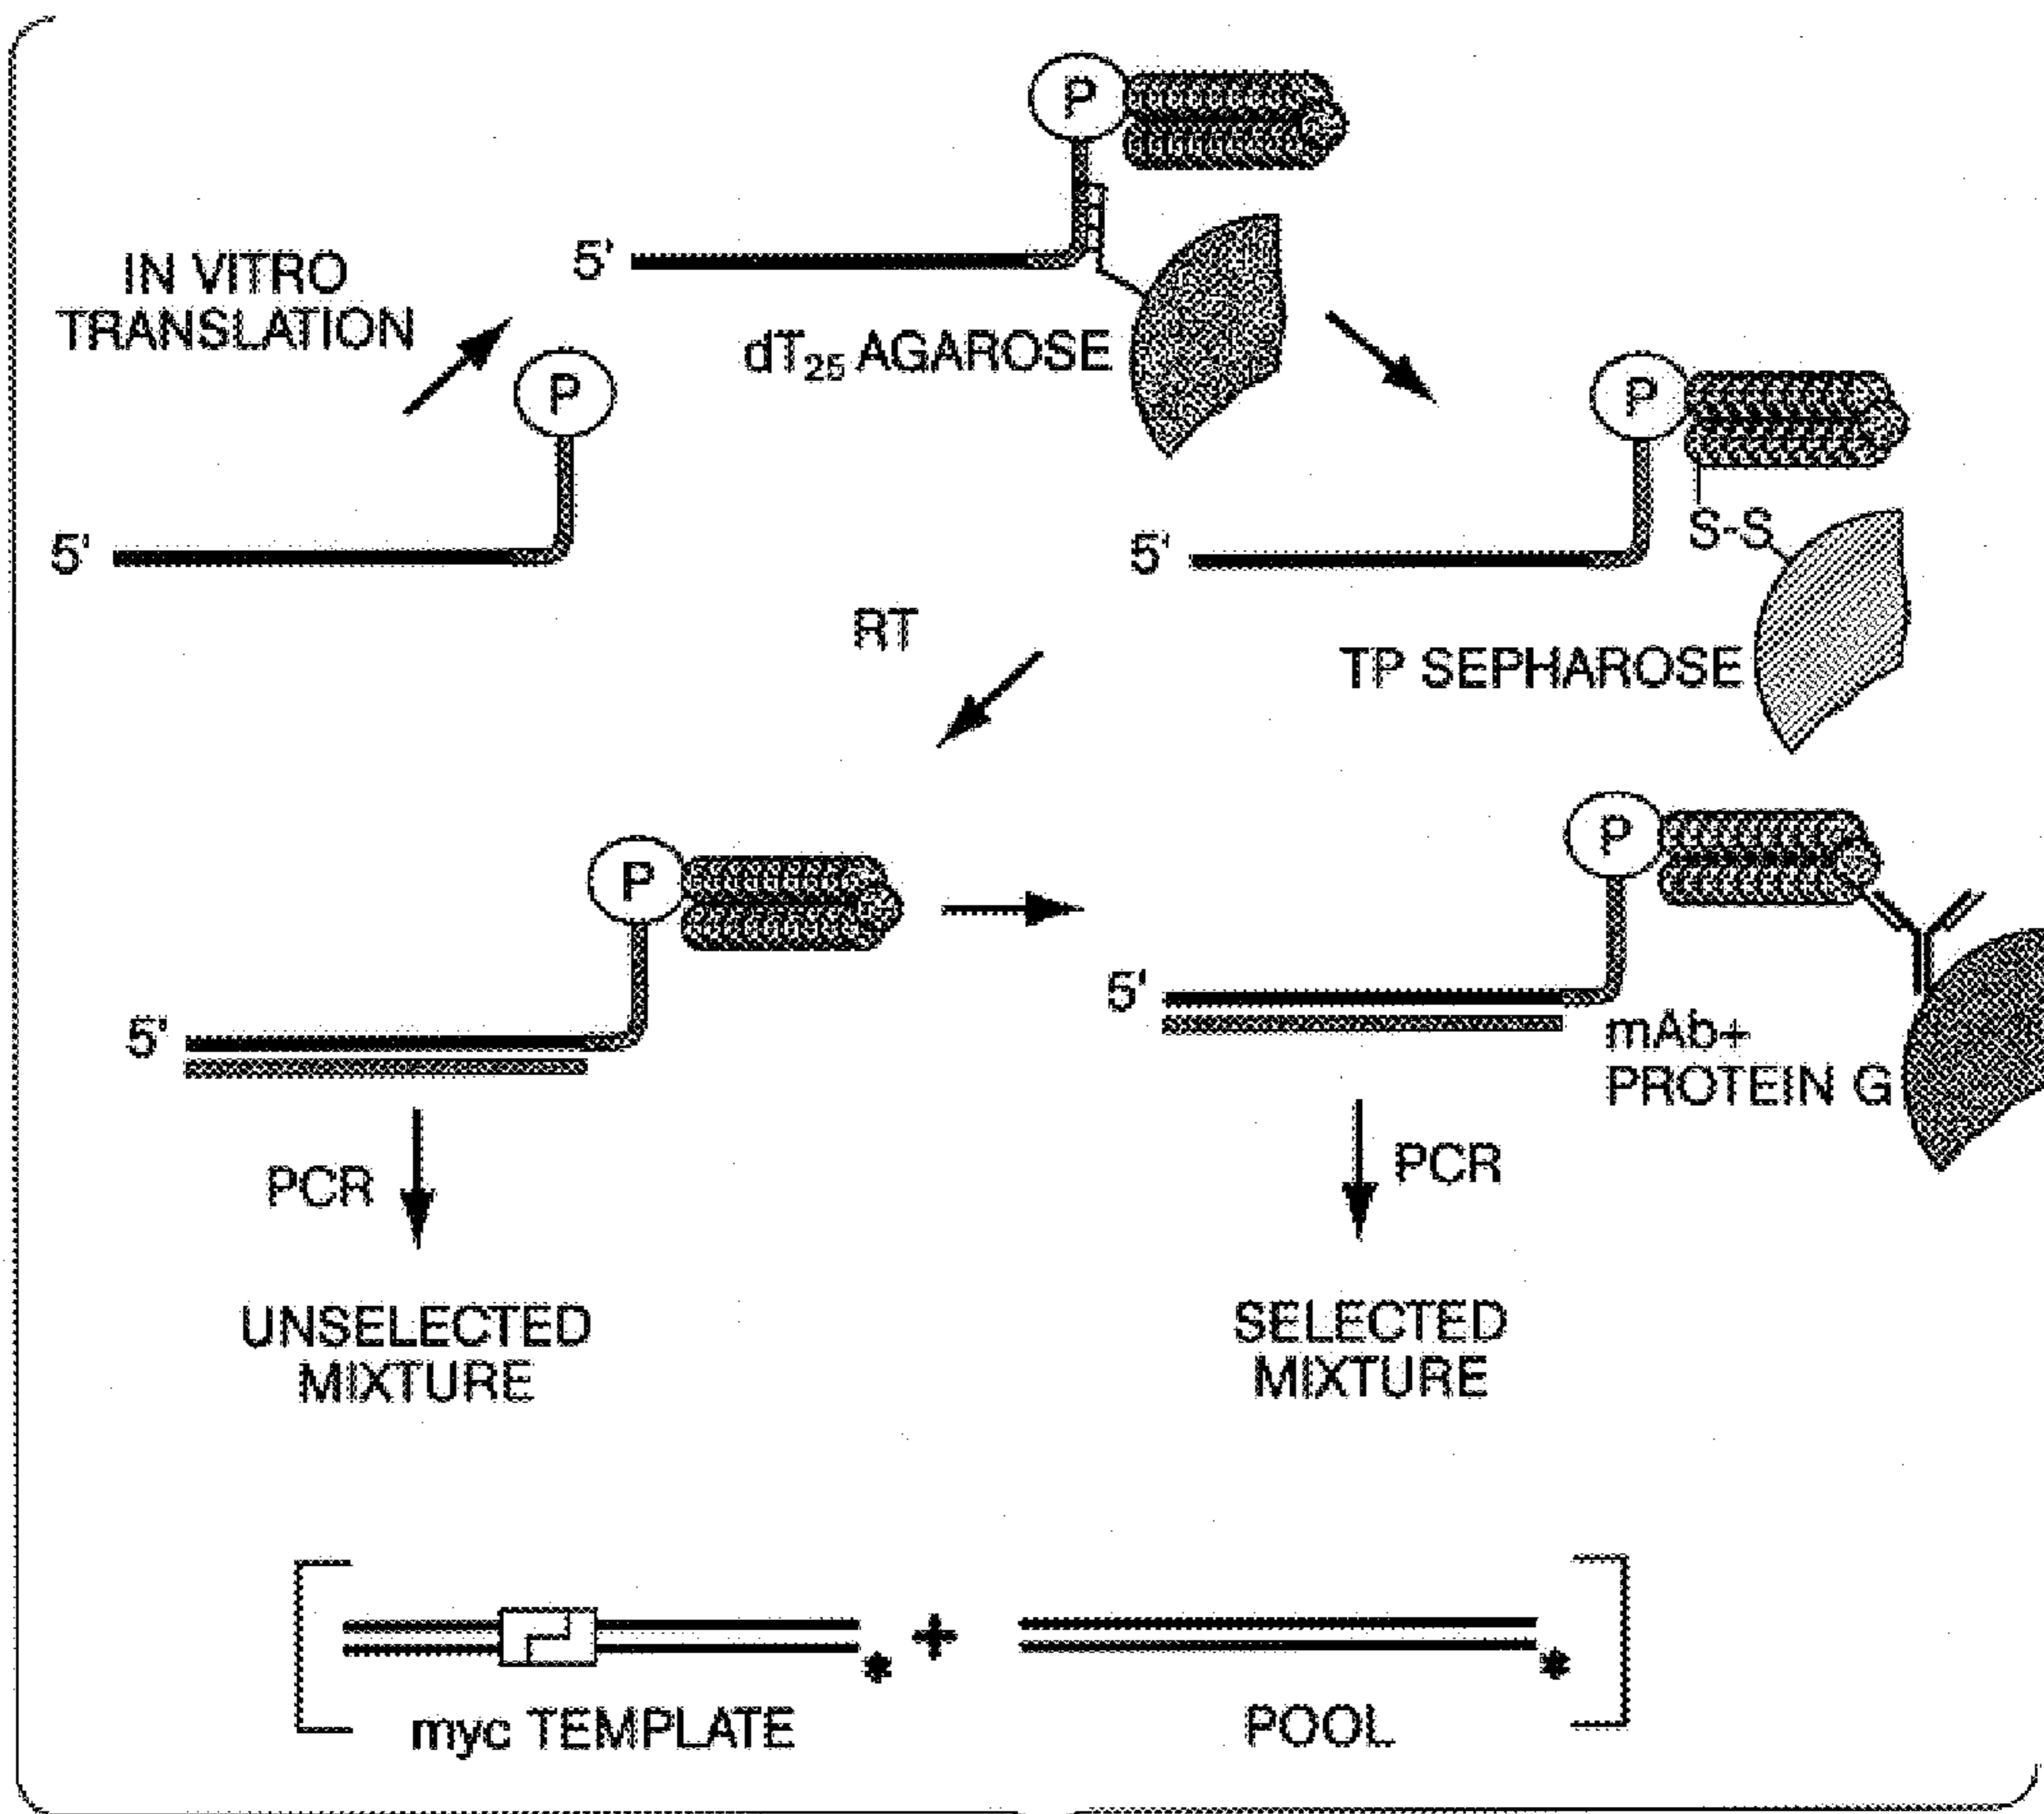 P
5'
IN VITRO
TRANSLATION
dT25 AGAROSE
P
5'
P
5'
S-S
TP SEPHAROSE
RT
P
5'
P
5'
mAb+
PROTEIN G
PCR
PCR
UNSELECTED
MIXTURE
SELECTED
MIXTURE
* + *
myc TEMPLATE
POOL